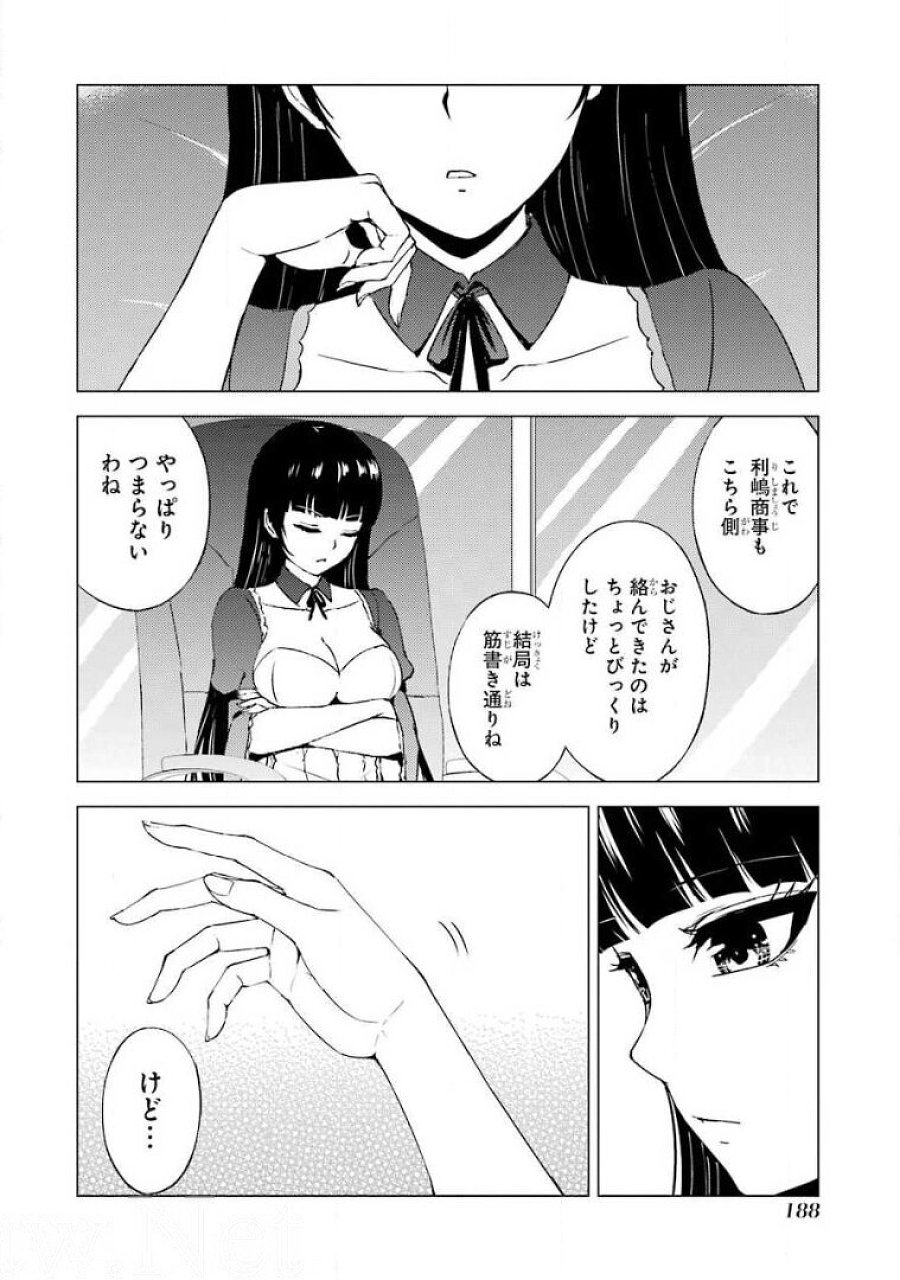 これで
利嶋商事も
こちら側
おじさんが
絡んできたのは
ちょっとびっくり
したけど
結局は
筋書き通りね
やっぱり
つまらない
わね
けど…
188
tw.Net